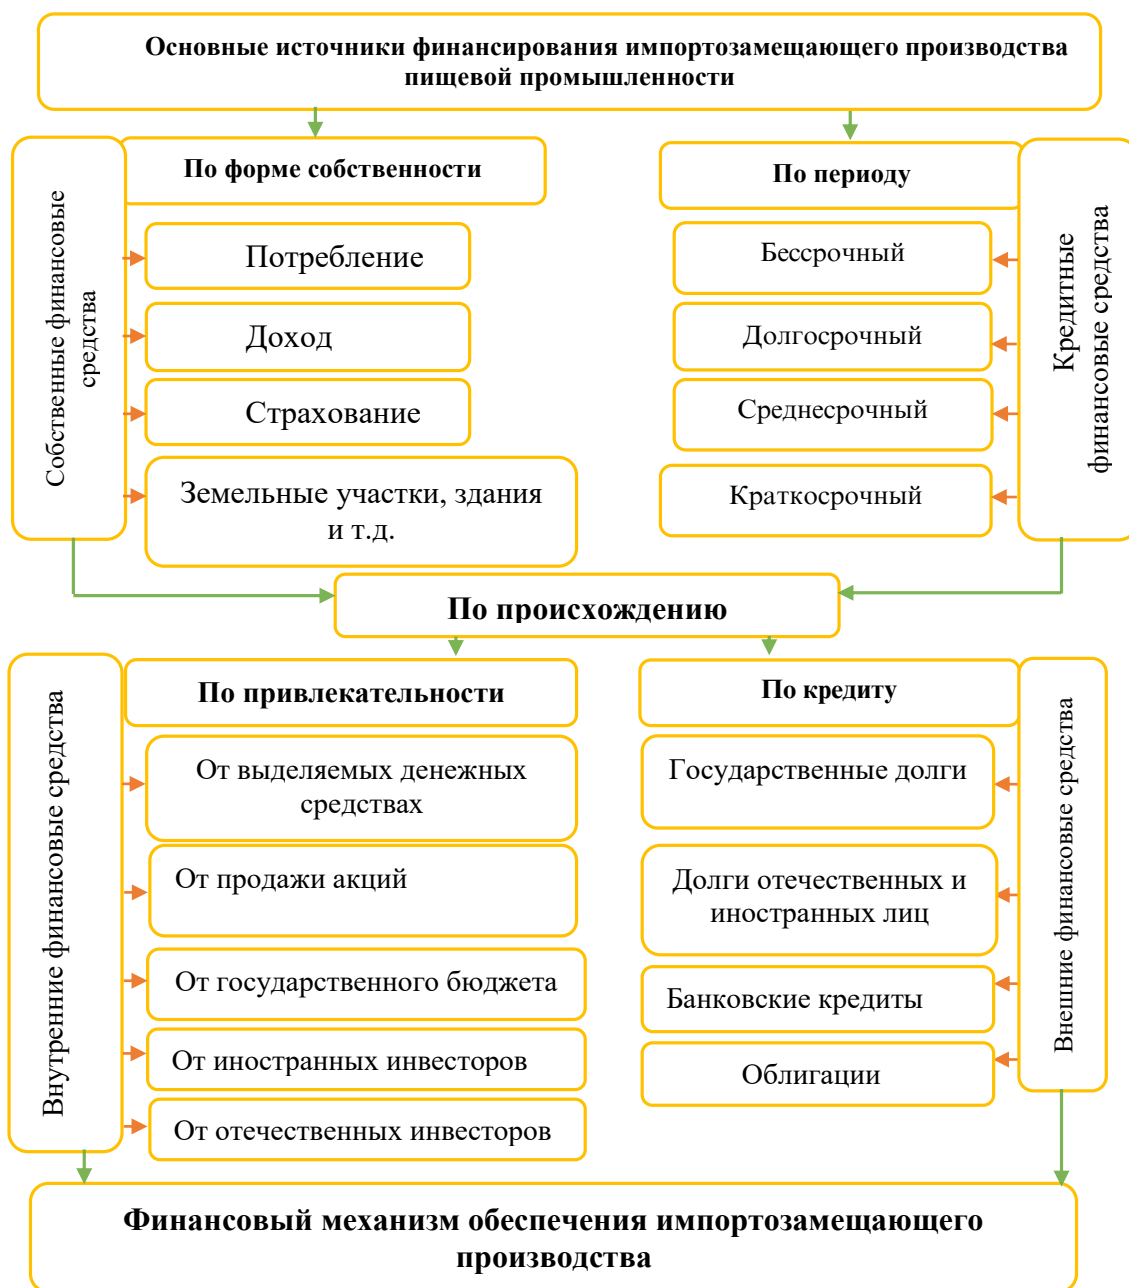 Основные источники финансирования импортозамещающего производства
пищевой промышленности
По форме собственности
По периоду
Собственные финансовые
средства
Потребление
Доход
Страхование
Земельные участки, здания
и т.д.
Бессрочный
Долгосрочный
Среднесрочный
Краткосрочный
Кредитные
финансовые средства
По происхождению
По привлекательности
По кредиту
Внутренние финансовые средства
От выделяемых денежных
средствах
От продажи акций
От государственного бюджета
От иностранных инвесторов
От отечественных инвесторов
Государственные долги
Долги отечественных и
иностранных лиц
Банковские кредиты
Облигации
Внешние финансовые средства
Финансовый механизм обеспечения импортозамещающего
производства